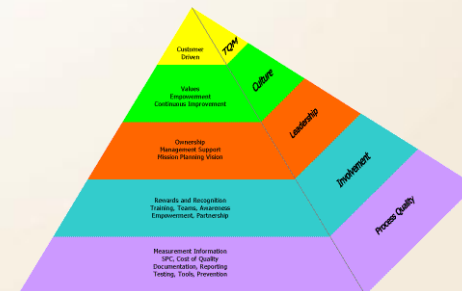 Customer
Driven
TQM
Values
Empowerment
Continuous Improvement
Culture
Ownership
Management Support
Mission Planning Vision
Leadership
Rewards and Recognition
Training, Teams, Awareness
Empowerment, Partnership
Involvement
Measurement Information
SPC, Cost of Quality
Documentation, Reporting
Testing, Tools, Prevention
Process Quality